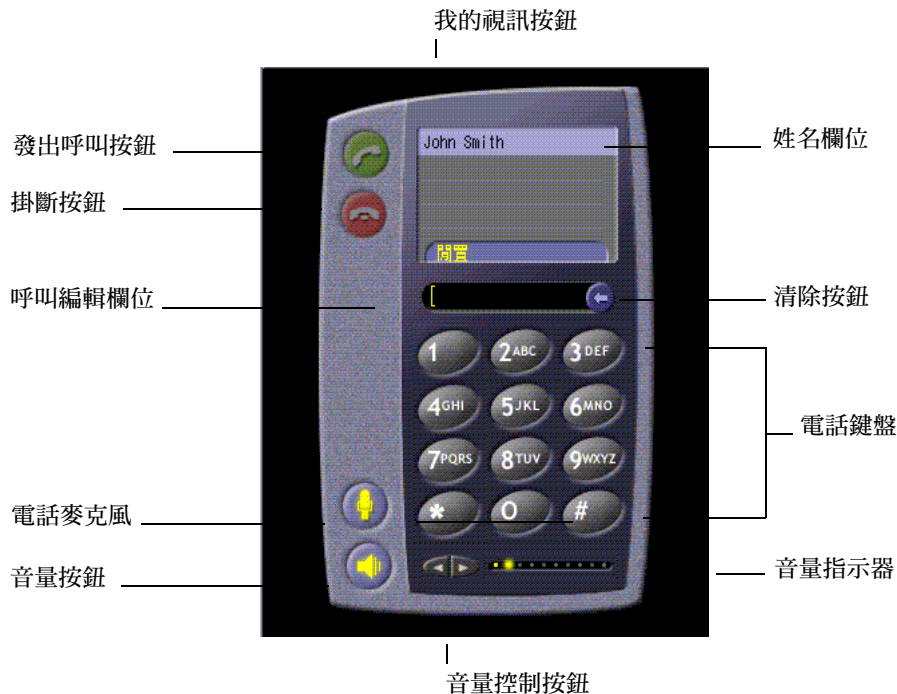 我的視訊按鈕
發出呼叫按鈕
John Smith
姓名欄位
掛斷按鈕
閒置
呼叫編輯欄位
[
清除按鈕
1 2ABC 3DEF
4GHI 5JKL 6MNO
電話鍵盤
7PQRS 8TUV 9WXYZ
* 0 #
電話麥克風
音量按鈕
音量指示器
音量控制按鈕